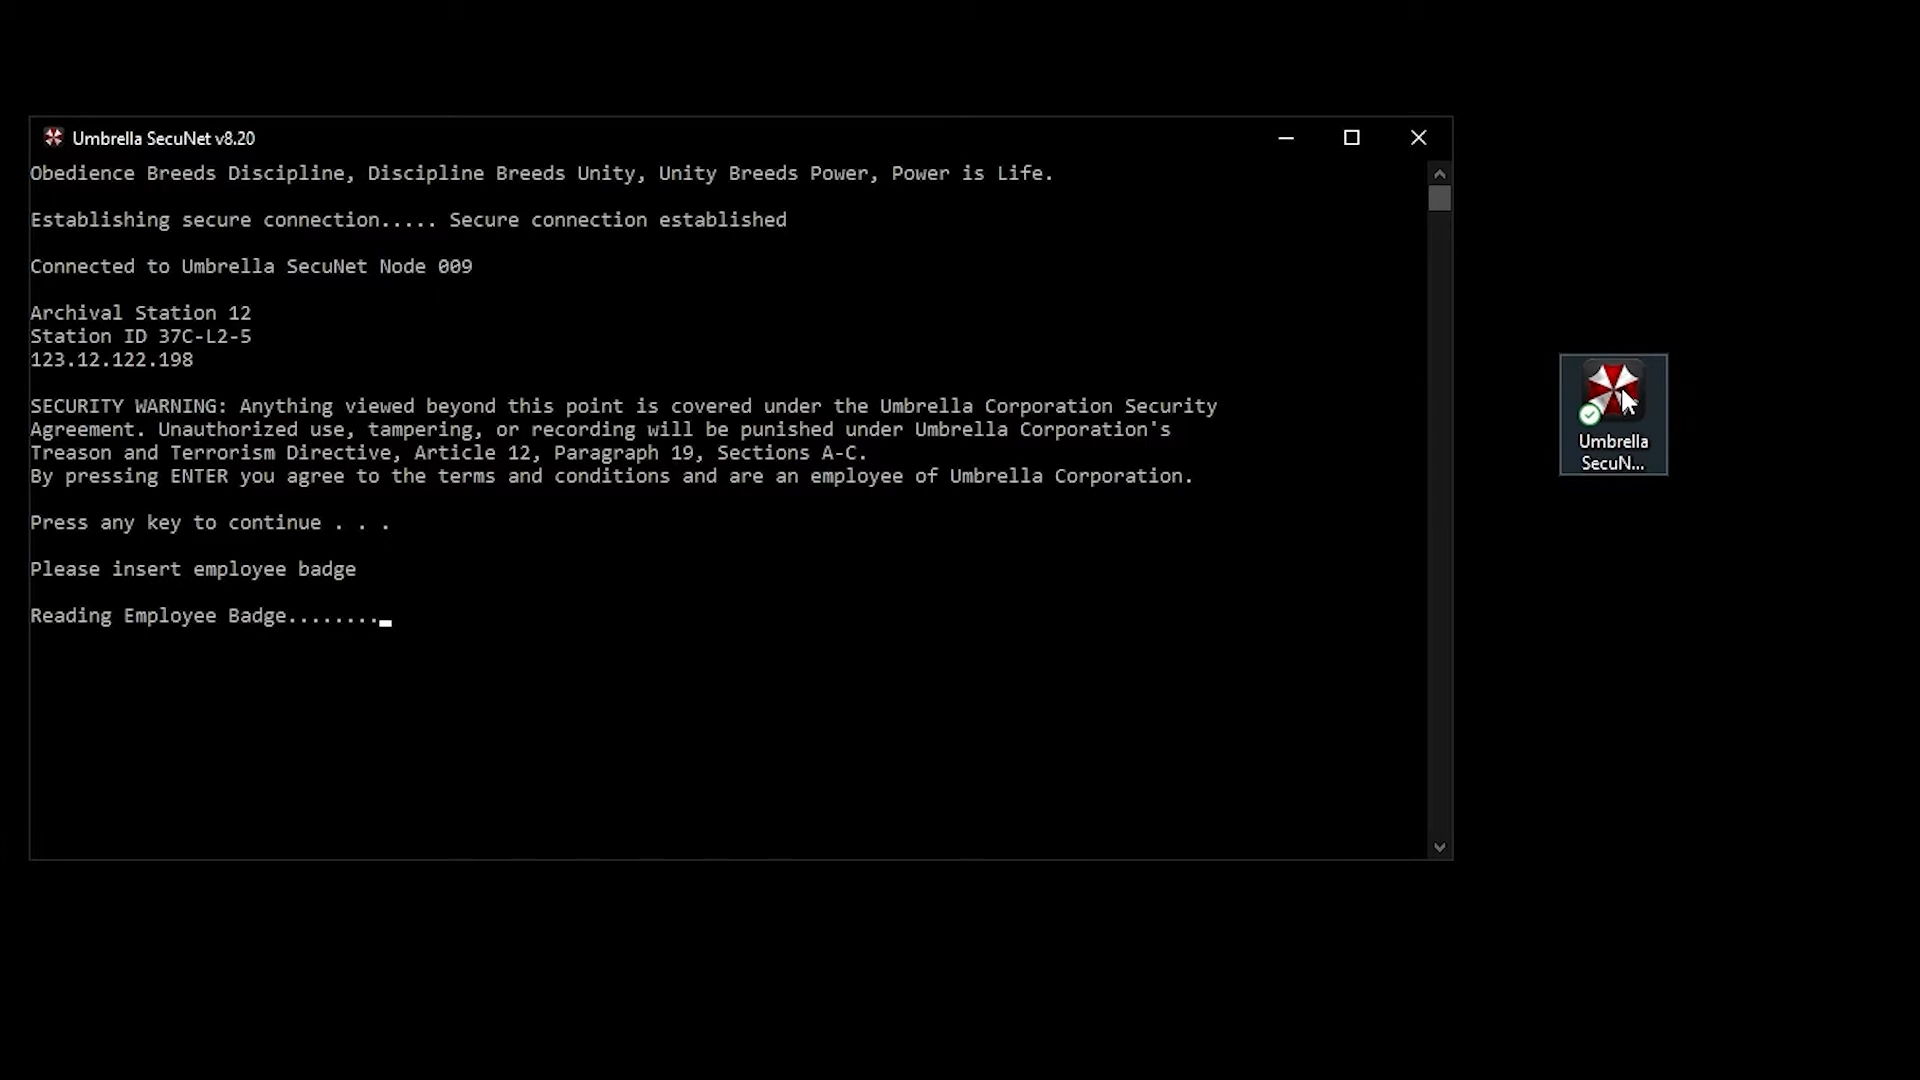 Umbrella SecuNet v8.20
Obedience Breeds Discipline, Discipline Breeds Unity, Unity Breeds Power, Power is Life.
Establishing secure connection..... Secure connection established
Connected to Umbrella SecuNet Node 009
Archival Station 12
Station ID 37C-L2-5
123.12.122.198
SECURITY WARNING: Anything viewed beyond this point is covered under the Umbrella Corporation Security
Agreement. Unauthorized use, tampering, or recording will be punished under Umbrella Corporation's
Treason and Terrorism Directive, Article 12, Paragraph 19, Sections A-C.
By pressing ENTER you agree to the terms and conditions and are an employee of Umbrella Corporation.
Press any key to continue . . .
Please insert employee badge
Reading Employee Badge........
Umbrella
SecuN...